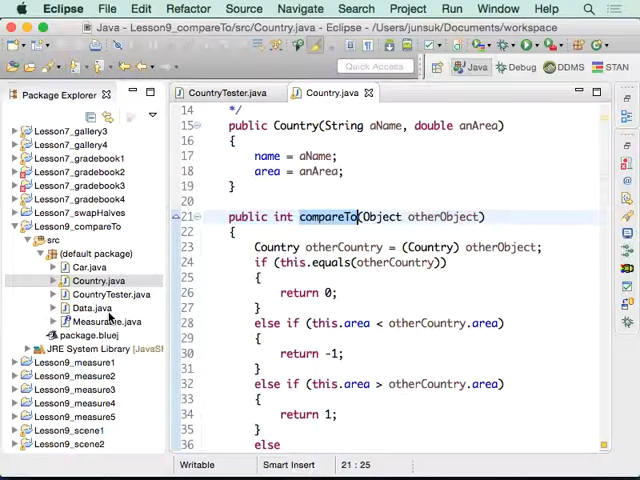 Eclipse File Edit Source Refactor Navigate Search Project Run Window Help
Java - Lesson9_compareTo/src/Country.java - Eclipse - /Users/junsuk/Documents/workspace
Quick Access
Java
Debug
DDMS
STAN
Package Explorer
Lesson7_gallery3
Lesson7_gallery4
Lesson7_gradebook1
Lesson7_gradebook2
Lesson7_gradebook3
Lesson7_gradebook4
Lesson7_swapHalves
Lesson9_compareTo
src
(default package)
Car.java
Country.java
CountryTester.java
Data.java
Measurable.java
package.bluej
JRE System Library [JavaSE
Lesson9_measure1
Lesson9_measure2
Lesson9_measure3
Lesson9_measure4
Lesson9_measure5
Lesson9_scene1
Lesson9_scene2
CountryTester.java
Country.java
14 */
15 public Country(String aName, double anArea)
16 {
17 name = aName;
18 area = anArea;
19 }
20
21 public int compareTo(Object otherObject)
22 {
23 Country otherCountry = (Country) otherObject;
24 if (this.equals(otherCountry))
25 {
26 return 0;
27 }
28 else if (this.area < otherCountry.area)
29 {
30 return -1;
31 }
32 else if (this.area > otherCountry.area)
33 {
34 return 1;
35 }
36 else
Writable
Smart Insert
21 : 25